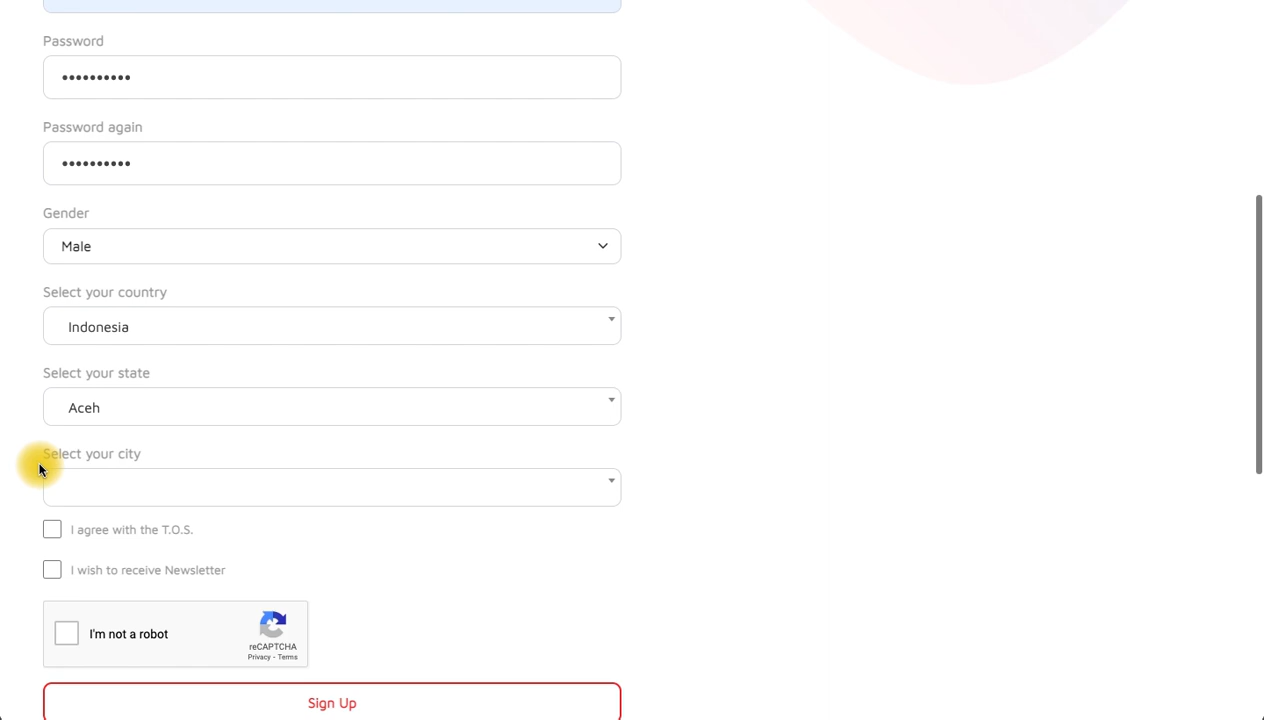 Password
••••••••••
Password again
••••••••••
Gender
Male
Select your country
Indonesia
Select your state
Aceh
Select your city
I agree with the T.O.S.
I wish to receive Newsletter
I'm not a robot
reCAPTCHA
Privacy - Terms
Sign Up